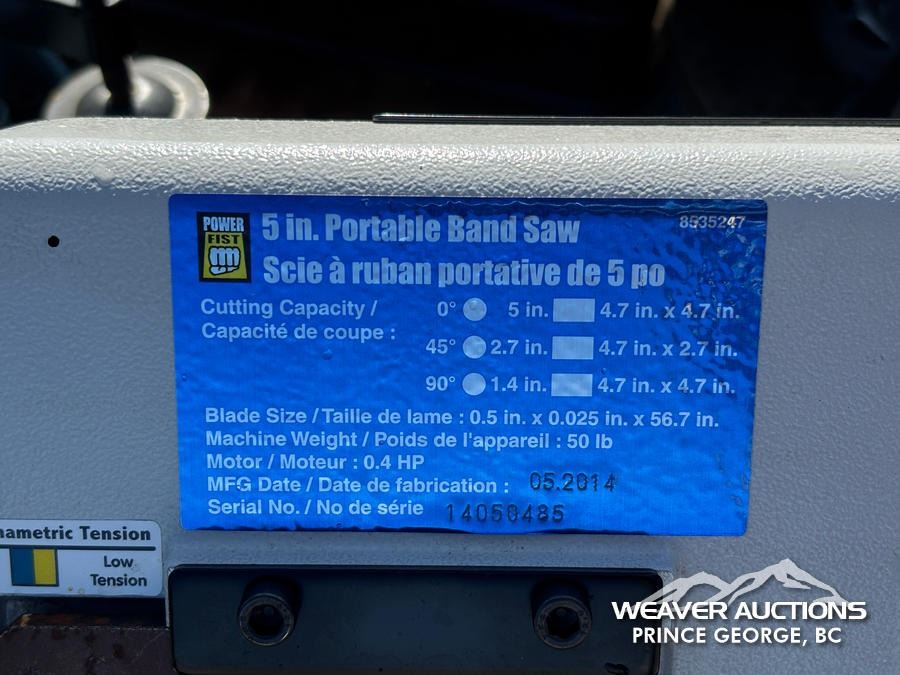 POWER
FIST
5 in. Portable Band Saw
8535247
Scie à ruban portative de 5 po
Cutting Capacity /
Capacité de coupe :
0° 5 in. 4.7 in. x 4.7 in.
45° 2.7 in. 4.7 in. x 2.7 in.
90° 1.4 in. 4.7 in. x 4.7 in.
Blade Size / Taille de lame : 0.5 in. x 0.025 in. x 56.7 in.
Machine Weight / Poids de l'appareil : 50 lb
Motor / Moteur : 0.4 HP
MFG Date / Date de fabrication : 05.2014
Serial No. / No de série 14050485
nametric Tension
Low
Tension
WEAVER AUCTIONS
PRINCE GEORGE, BC